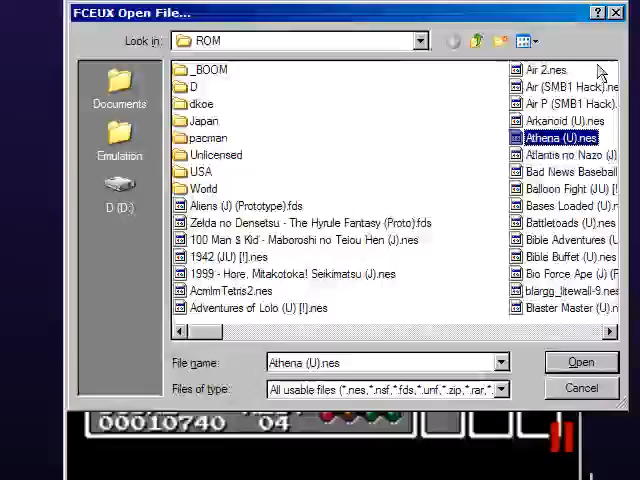 FCEUX Open File...
?
Look in:
ROM
Documents
Emulation
D (D:)
_BOOM
D
dkoe
Japan
pacman
Unlicensed
USA
World
Aliens (J) (Prototype).fds
Zelda no Densetsu - The Hyrule Fantasy (Proto).fds
100 Man $ Kid - Maboroshi no Teiou Hen (J).nes
1942 (JU) [!].nes
1999 - Hore, Mitakotoka! Seikimatsu (J).nes
AcmlmTetris2.nes
Adventures of Lolo (U) [!].nes
Air 2.nes
Air (SMB1 Hack).ne
Air P (SMB1 Hack).
Arkanoid (U).nes
Athena (U).nes
Atlantis no Nazo (J)
Bad News Baseball
Balloon Fight (JU) [!
Bases Loaded (U).n
Battletoads (U).nes
Bible Adventures (U
Bible Buffet (U).nes
Bio Force Ape (J) (F
blargg_litewall-9.nes
Blaster Master (U).n
File name:
Athena (U).nes
Open
Files of type:
All usable files (*.nes,*.nsf,*.fds,*.unf,*.zip,*.rar,*.
Cancel
00010740 04